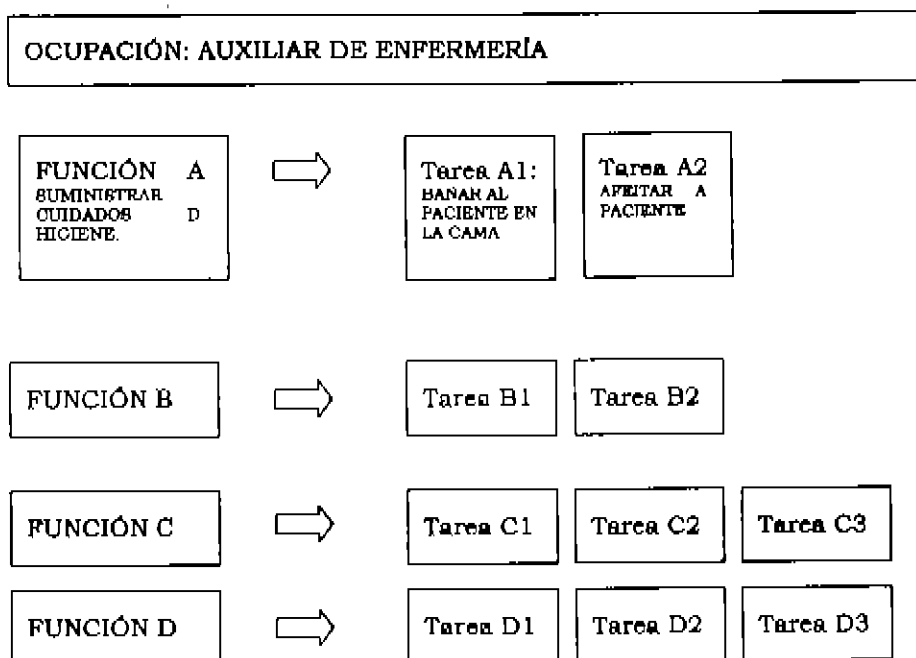 OCUPACIÓN: AUXILIAR DE ENFERMERÍA
FUNCIÓN A
SUMINISTRAR
CUIDADOS D
HIGIENE.
Tarea A1:
BAÑAR AL
PACIENTE EN
LA CAMA
Tarea A2
AFEITAR A
PACIENTE
FUNCIÓN B
Tarea B1
Tarea B2
FUNCIÓN C
Tarea C1
Tarea C2
Tarea C3
FUNCIÓN D
Tarea D1
Tarea D2
Tarea D3